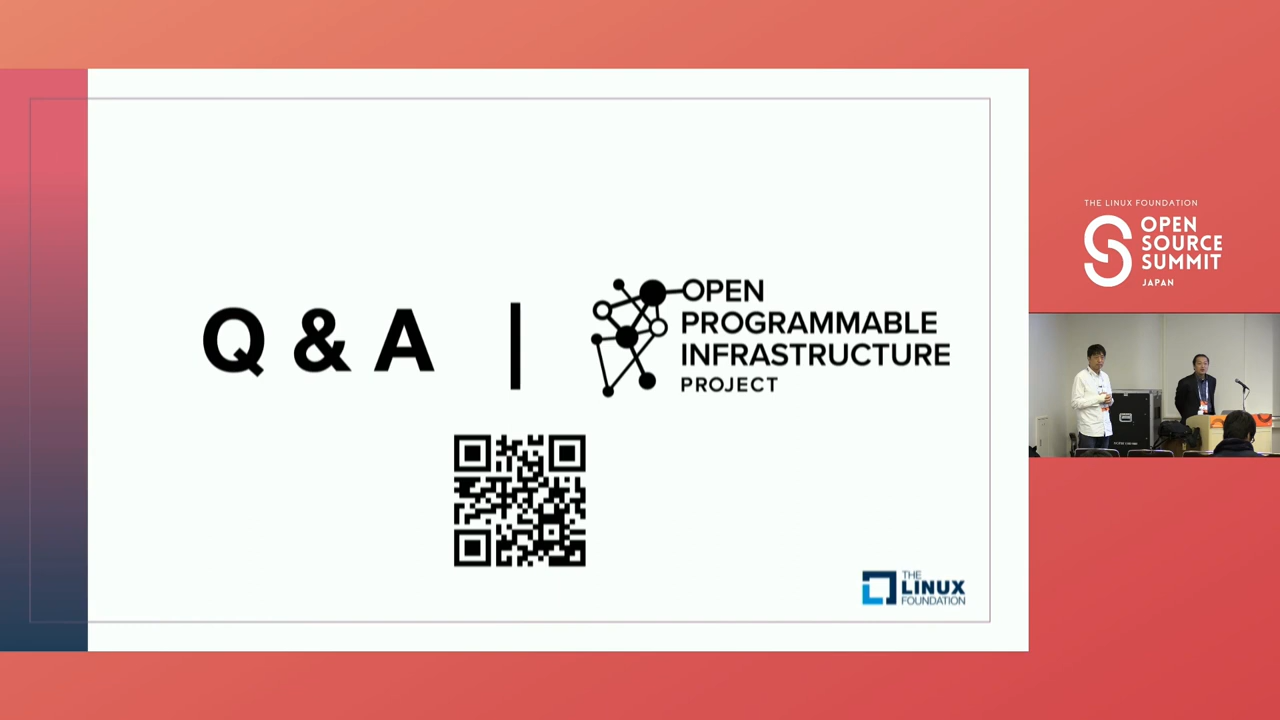 Q & A |
OPEN
PROGRAMMABLE
INFRASTRUCTURE
PROJECT
THE
LINUX
FOUNDATION
THE LINUX FOUNDATION
OPEN
SOURCE
SUMMIT
JAPAN